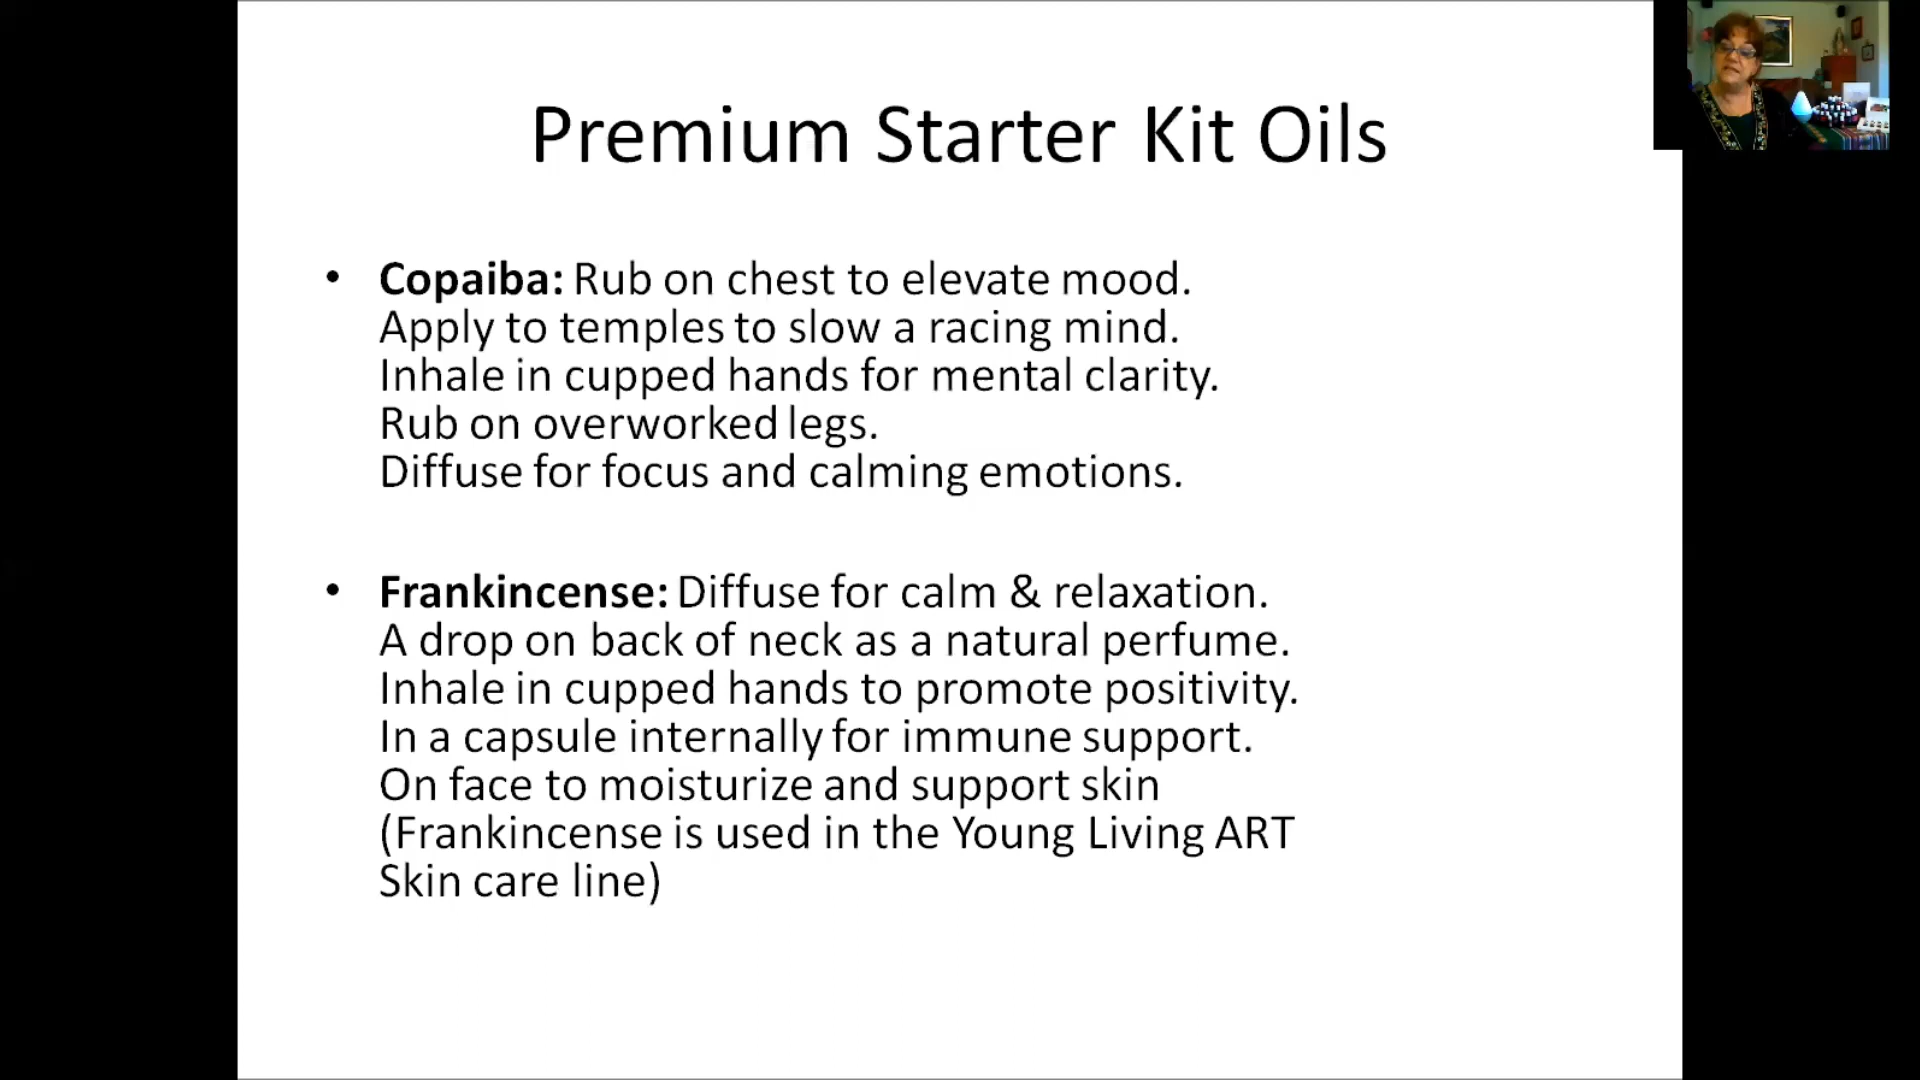 Premium Starter Kit Oils
• Copaiba: Rub on chest to elevate mood.
Apply to temples to slow a racing mind.
Inhale in cupped hands for mental clarity.
Rub on overworked legs.
Diffuse for focus and calming emotions.
• Frankincense: Diffuse for calm & relaxation.
A drop on back of neck as a natural perfume.
Inhale in cupped hands to promote positivity.
In a capsule internally for immune support.
On face to moisturize and support skin
(Frankincense is used in the Young Living ART
Skin care line)